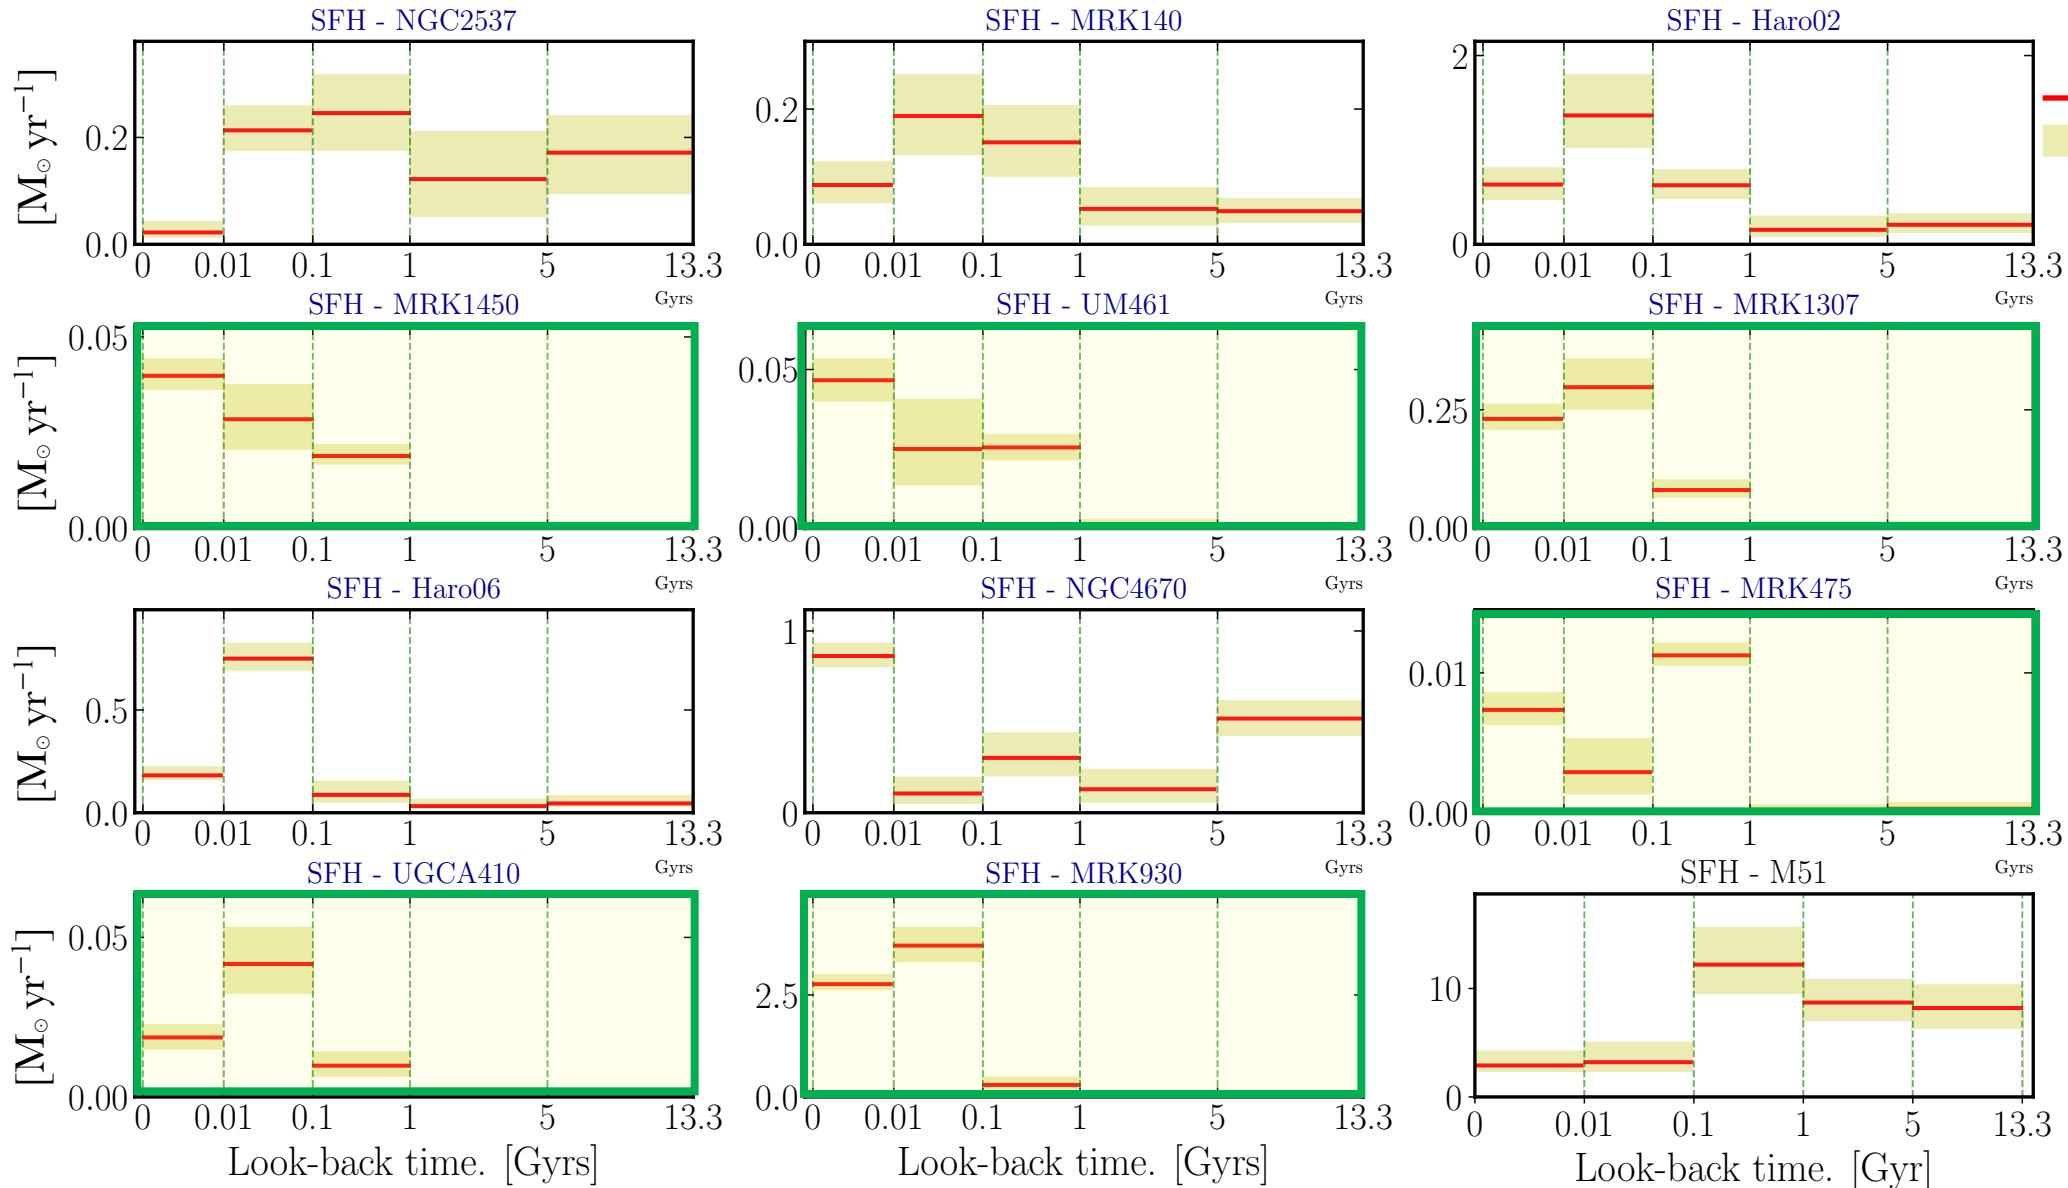 SFH - NGC2537 SFH - MRK140 SFH - Haro02
[M⊙ yr⁻¹]
0.2
0.0
0 0.01 0.1 1 5 13.3
0.2
0.0
0 0.01 0.1 1 5 13.3
2
0
0 0.01 0.1 1 5 13.3
Gyrs Gyrs
SFH - MRK1450 SFH - UM461 SFH - MRK1307
[M⊙ yr⁻¹]
0.05
0.00
0 0.01 0.1 1 5 13.3
0.05
0.00
0 0.01 0.1 1 5 13.3
0.25
0.00
0 0.01 0.1 1 5 13.3
Gyrs Gyrs
SFH - Haro06 SFH - NGC4670 SFH - MRK475
[M⊙ yr⁻¹]
0.5
0.0
0 0.01 0.1 1 5 13.3
1
0
0 0.01 0.1 1 5 13.3
0.01
0.00
0 0.01 0.1 1 5 13.3
Gyrs Gyrs
SFH - UGCA410 SFH - MRK930 SFH - M51
[M⊙ yr⁻¹]
0.05
0.00
0 0.01 0.1 1 5 13.3
2.5
0.0
0 0.01 0.1 1 5 13.3
10
0
0 0.01 0.1 1 5 13.3
Look-back time. [Gyrs] Look-back time. [Gyrs] Look-back time. [Gyr]